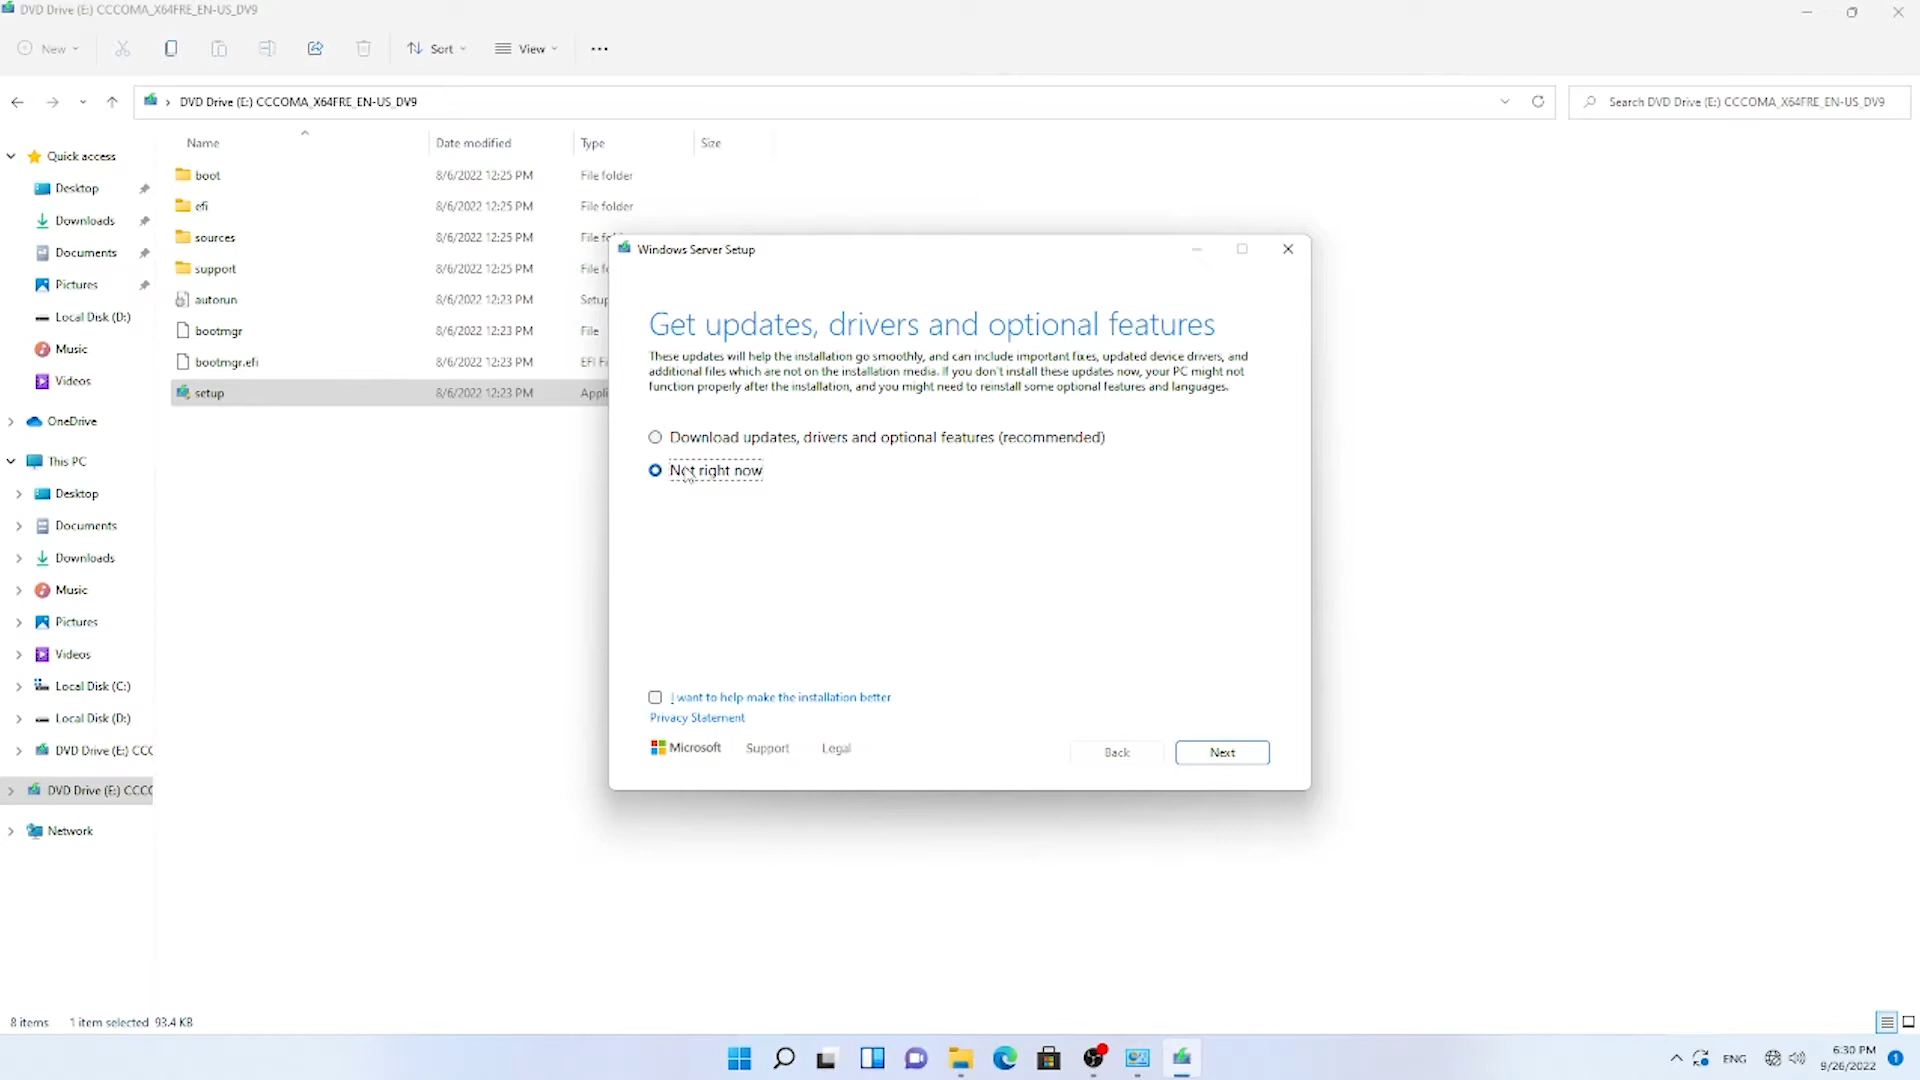 DVD Drive (E:) CCCOMA_X64FRE_EN-US_DV9
New
Sort
View
DVD Drive (E:) CCCOMA_X64FRE_EN-US_DV9
Search DVD Drive (E:) CCCOMA_X64FRE_EN-US_DV9
Name
Date modified
Type
Size
Quick access
Desktop
Downloads
Documents
Pictures
Local Disk (D:)
Music
Videos
OneDrive
This PC
Desktop
Documents
Downloads
Music
Pictures
Videos
Local Disk (C:)
Local Disk (D:)
DVD Drive (E:) CCC
DVD Drive (E:) CCCC
Network
boot 8/6/2022 12:25 PM File folder
efi 8/6/2022 12:25 PM File folder
sources 8/6/2022 12:25 PM File fo
support 8/6/2022 12:25 PM File f
autorun 8/6/2022 12:23 PM Setup
bootmgr 8/6/2022 12:23 PM File
bootmgr.efi 8/6/2022 12:23 PM EFI Fi
setup 8/6/2022 12:23 PM Appli
Windows Server Setup
Get updates, drivers and optional features
These updates will help the installation go smoothly, and can include important fixes, updated device drivers, and
additional files which are not on the installation media. If you don't install these updates now, your PC might not
function properly after the installation, and you might need to reinstall some optional features and languages.
Download updates, drivers and optional features (recommended)
Not right now
I want to help make the installation better
Privacy Statement
Microsoft Support Legal
Back
Next
8 items 1 item selected 93.4 KB
ENG
6:30 PM
9/26/2022
1